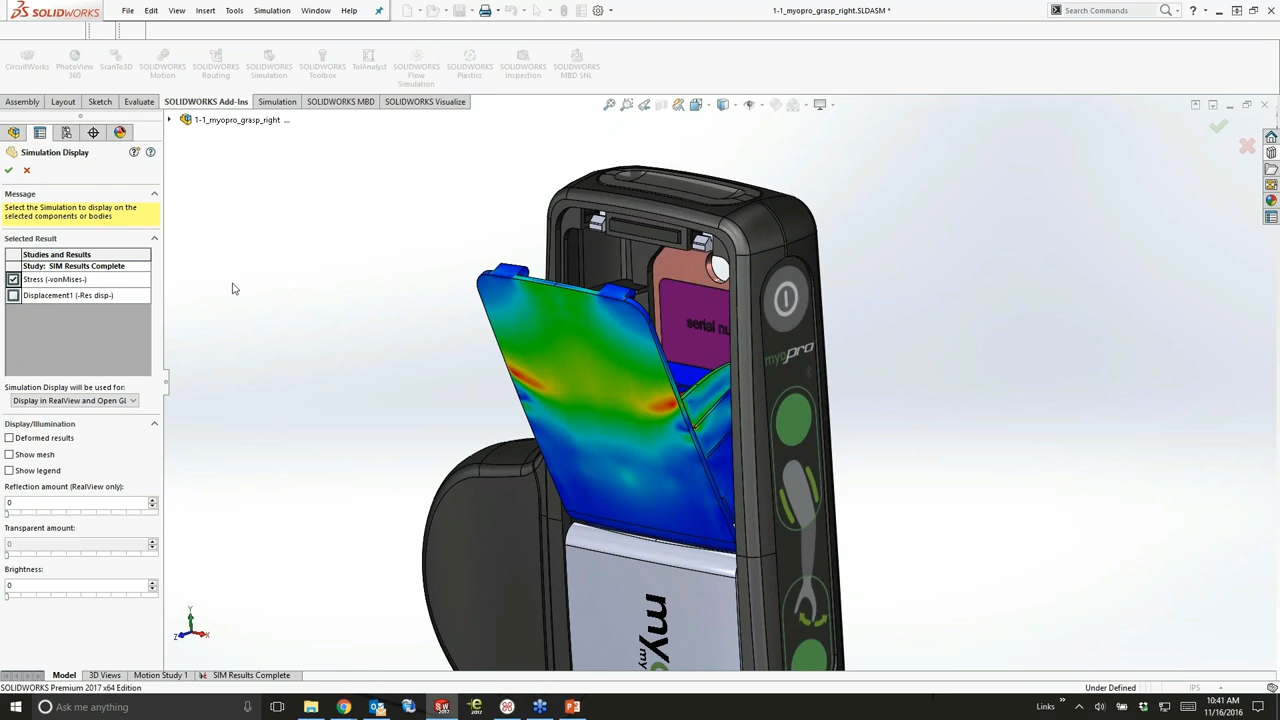 SOLIDWORKS
File
Edit
View
Insert
Tools
Simulation
Window
Help
1-1_myopro_grasp_right.SLDASM *
Search Commands
CircuitWorks
PhotoView
360
ScanTo3D
SOLIDWORKS
Motion
SOLIDWORKS
Routing
SOLIDWORKS
Simulation
SOLIDWORKS
Toolbox
TolAnalyst
SOLIDWORKS
Flow
Simulation
SOLIDWORKS
Plastics
SOLIDWORKS
Inspection
SOLIDWORKS
MBD SNL
Assembly
Layout
Sketch
Evaluate
SOLIDWORKS Add-Ins
Simulation
SOLIDWORKS MBD
SOLIDWORKS Visualize
1-1_myopro_grasp_right ...
Simulation Display
Message
Select the Simulation to display on the
selected components or bodies
Selected Result
Studies and Results
Study: SIM Results Complete
Stress (-vonMises-)
Displacement1 (-Res disp-)
Simulation Display will be used for:
Display in RealView and Open Gl
Display/Illumination
Deformed results
Show mesh
Show legend
Reflection amount (RealView only):
0
Transparent amount:
0
Brightness:
0
serial nu
myopro
Y
Z
X
Model
3D Views
Motion Study 1
SIM Results Complete
SOLIDWORKS Premium 2017 x64 Edition
Under Defined
IPS
Ask me anything
Links
10:41 AM
11/16/2016